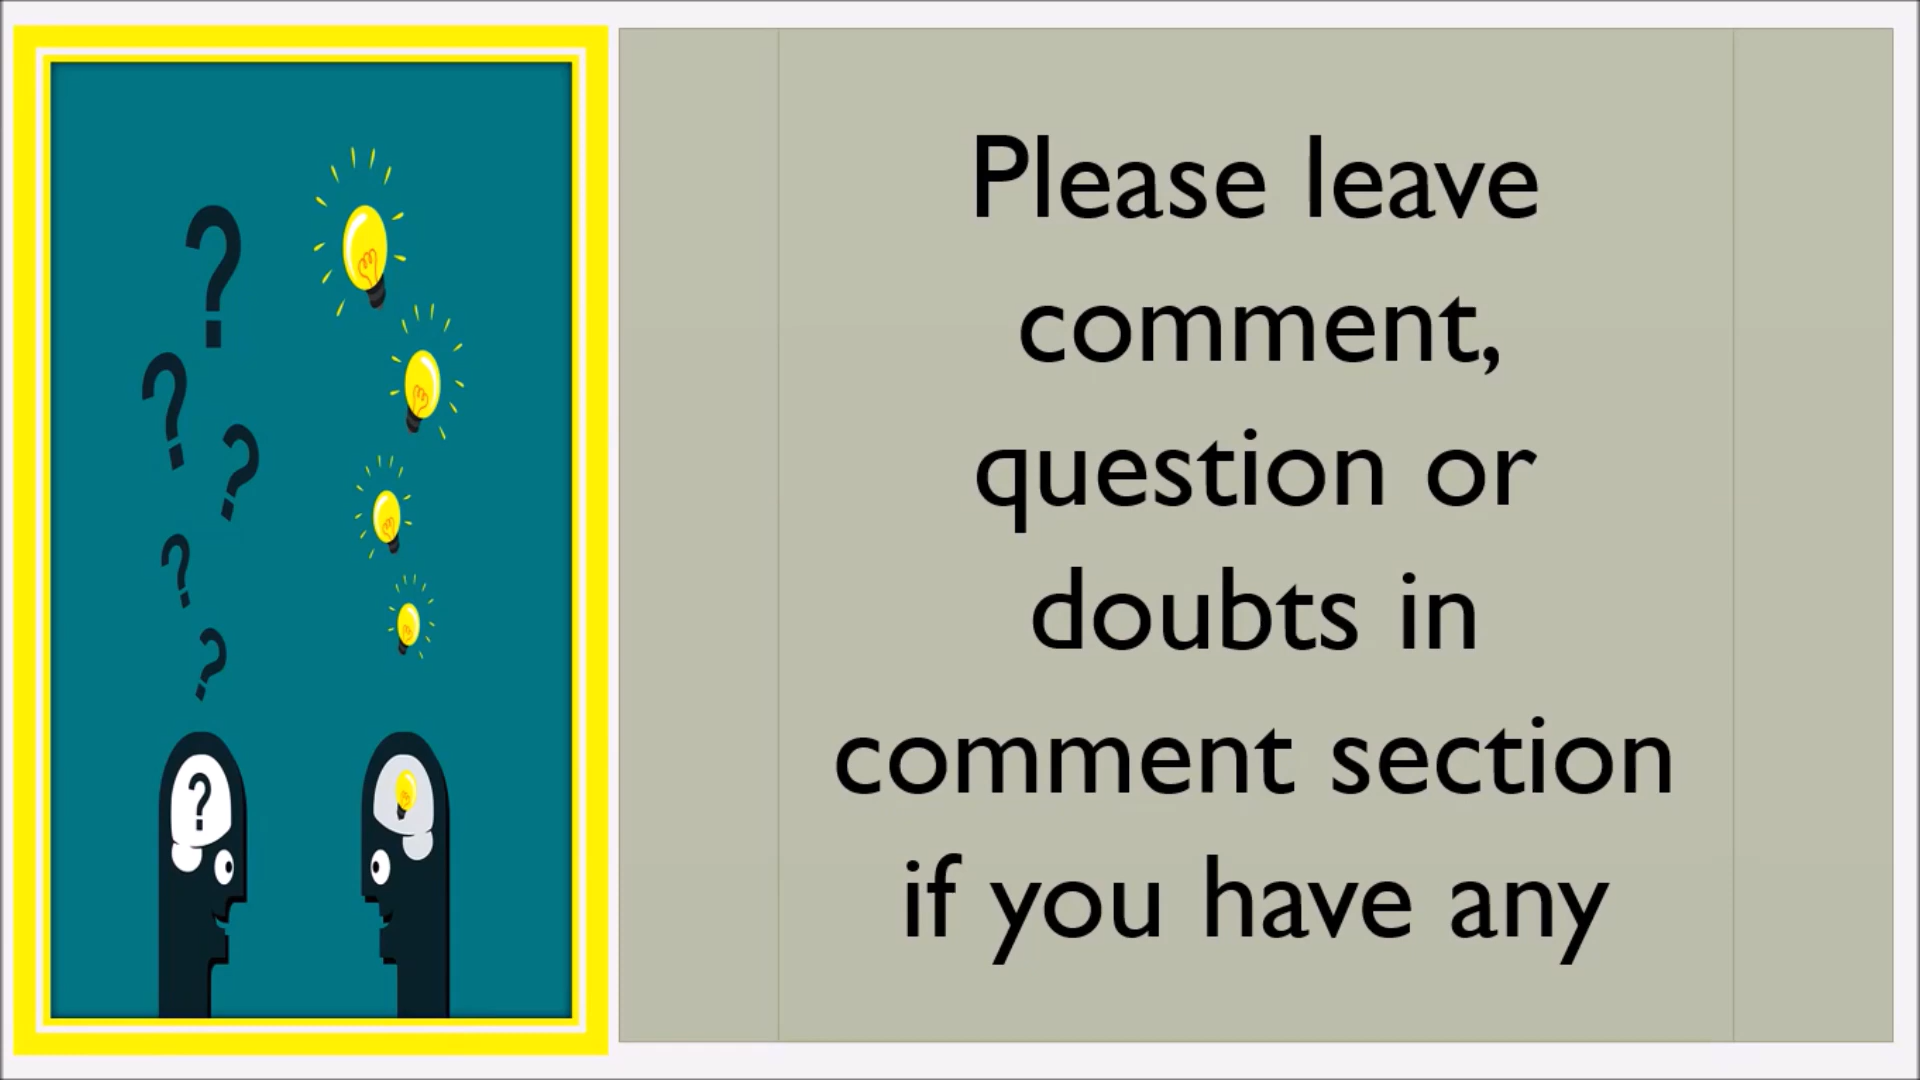 Please leave
comment,
question or
doubts in
comment section
if you have any